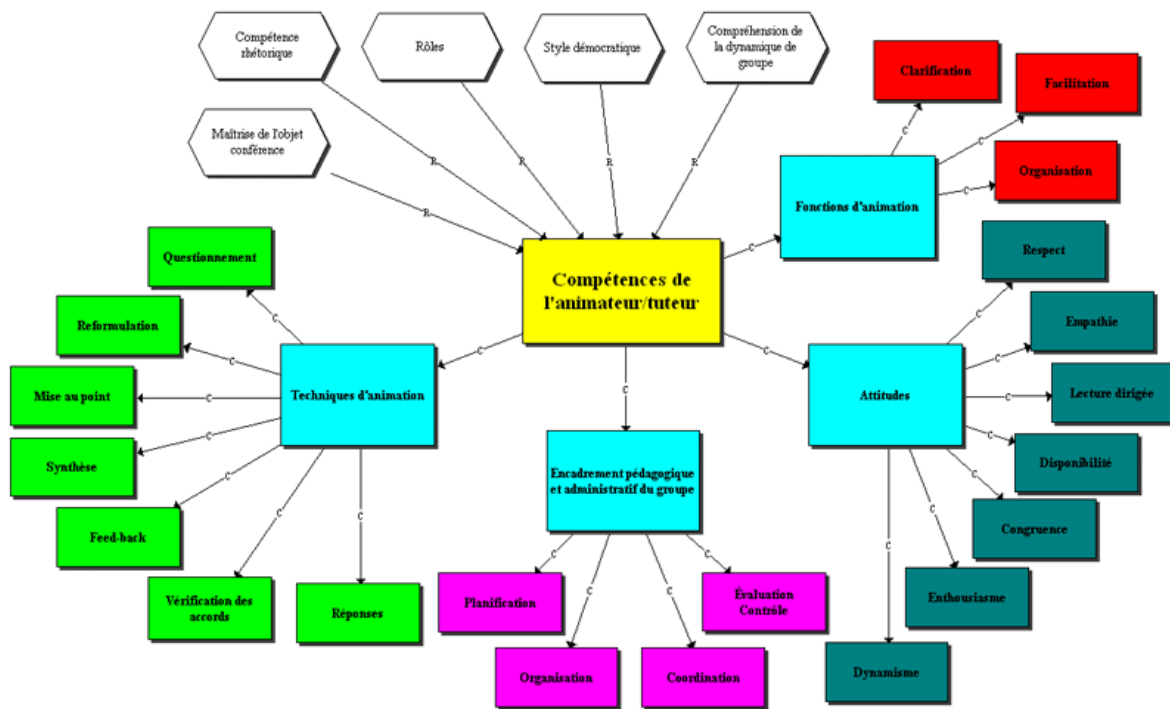 Compétence
rhétorique
Rôles
Style démocratique
Compréhension de
la dynamique de
groupe
Maîtrise de l'objet
conférence
Clarification
Facilitation
Organisation
Fonctions d'animation
R
R
R
R
R
C
C
C
C
Compétences de
l'animateur/tuteur
C
C
C
Questionnement
Reformulation
Mise au point
Synthèse
Feed-back
Vérification des
accords
Réponses
Techniques d'animation
C
C
C
C
C
C
C
Encadrement pédagogique
et administratif du groupe
C
C
C
C
Planification
Organisation
Coordination
Évaluation
Contrôle
Attitudes
C
C
C
C
C
C
C
Respect
Empathie
Lecture dirigée
Disponibilité
Congruence
Enthousiasme
Dynamisme